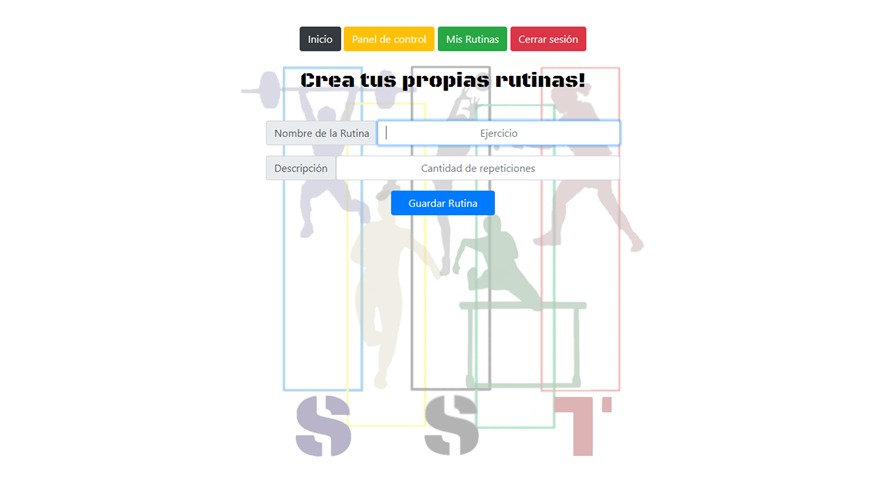 Inicio Panel de control Mis Rutinas Cerrar sesión
Crea tus propias rutinas!
Nombre de la Rutina Ejercicio
Descripción Cantidad de repeticiones
Guardar Rutina
S S T